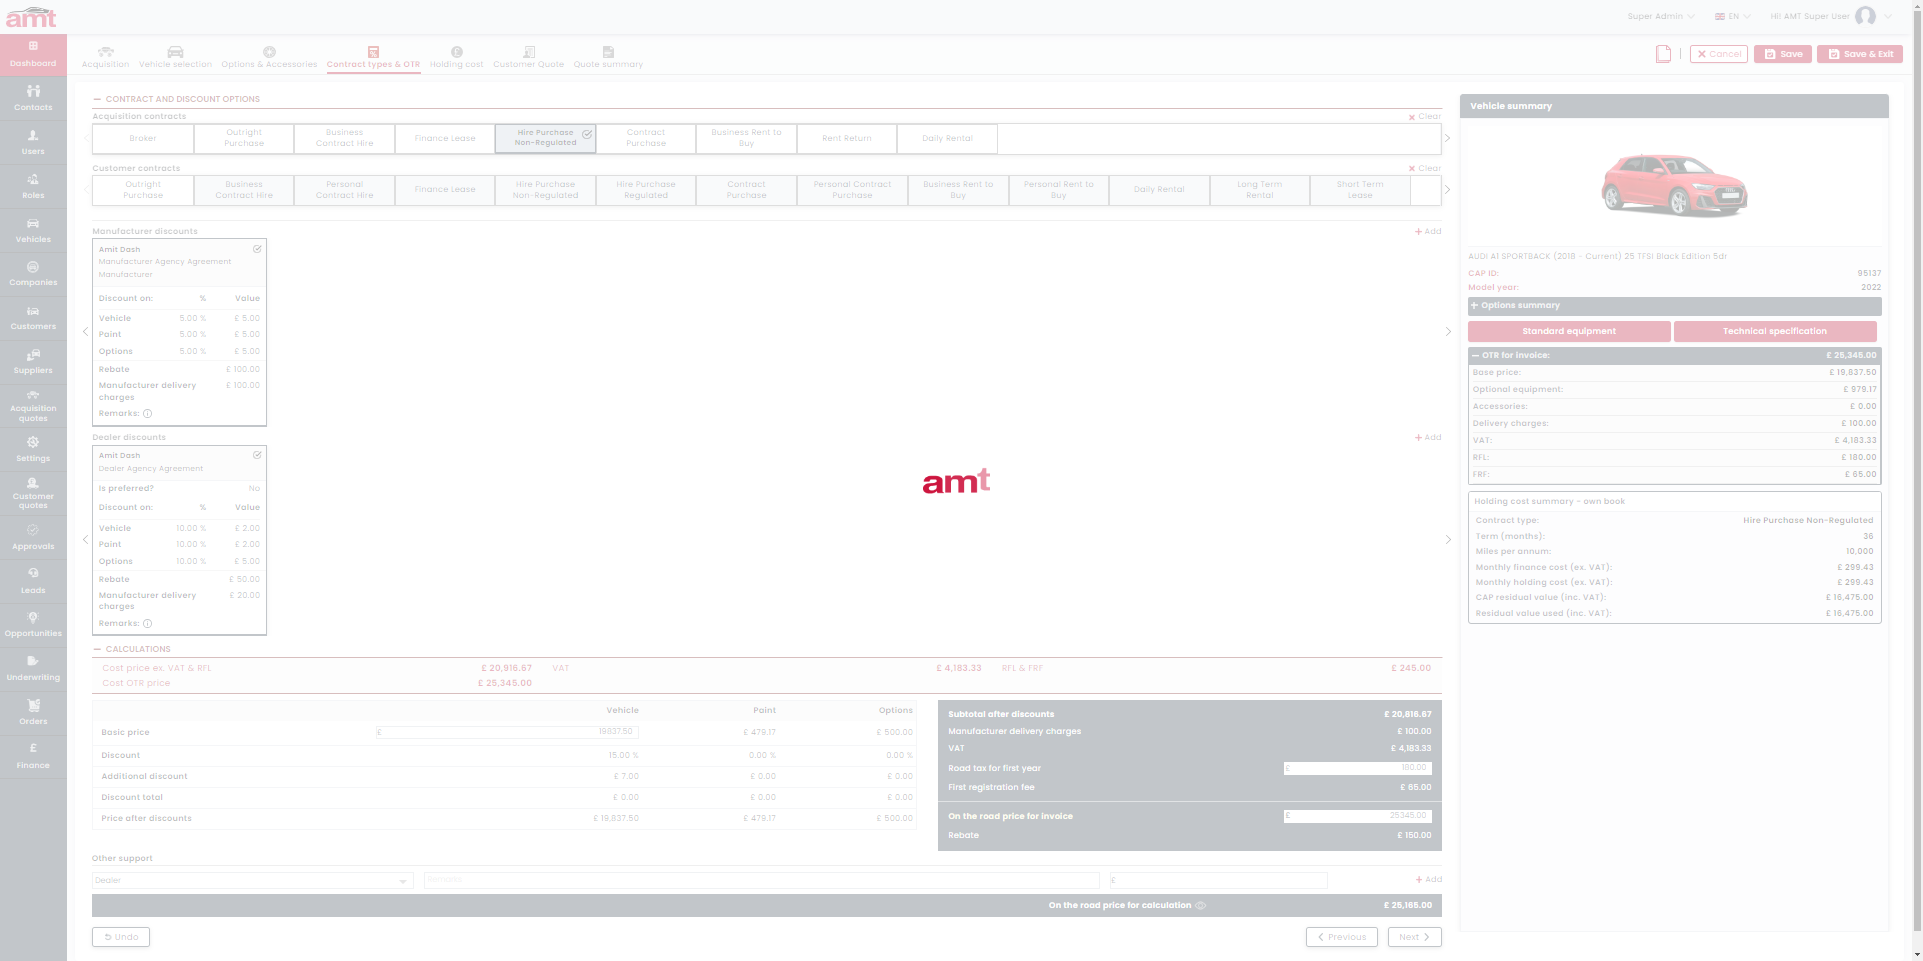 amt
Super Admin
EN
Hi! AMT Super User
Dashboard
Contacts
Users
Roles
Vehicles
Companies
Customers
Suppliers
Acquisition
quotes
Settings
Customer
quotes
Approvals
Leads
Opportunities
Underwriting
Orders
Finance
Acquisition
Vehicle selection
Options & Accessories
Contract types & OTR
Holding cost
Customer Quote
Quote summary
Cancel
Save
Save & Exit
CONTRACT AND DISCOUNT OPTIONS
Acquisition contracts
Clear
Broker
Outright
Purchase
Business
Contract Hire
Finance Lease
Hire Purchase
Non-Regulated
Contract
Purchase
Business Rent to
Buy
Rent Return
Daily Rental
Customer contracts
Clear
Outright
Purchase
Business
Contract Hire
Personal
Contract Hire
Finance Lease
Hire Purchase
Non-Regulated
Hire Purchase
Regulated
Contract
Purchase
Personal Contract
Purchase
Business Rent to
Buy
Personal Rent to
Buy
Daily Rental
Long Term
Rental
Short Term
Lease
Manufacturer discounts
+ Add
Amit Dash
Manufacturer Agency Agreement
Manufacturer
Discount on: % Value
Vehicle 5.00 % £ 5.00
Paint 5.00 % £ 5.00
Options 5.00 % £ 5.00
Rebate £ 100.00
Manufacturer delivery £ 100.00
charges
Remarks:
Dealer discounts
+ Add
Amit Dash
Dealer Agency Agreement
Is preferred? No
Discount on: % Value
Vehicle 10.00 % £ 2.00
Paint 10.00 % £ 2.00
Options 10.00 % £ 5.00
Rebate £ 50.00
Manufacturer delivery £ 20.00
charges
Remarks:
amt
CALCULATIONS
Cost price ex. VAT & RFL £ 20,916.67 VAT £ 4,183.33 RFL & FRF £ 245.00
Cost OTR price £ 25,345.00
Vehicle Paint Options
Basic price £ 19837.50 £ 479.17 £ 500.00
Discount 15.00 % 0.00 % 0.00 %
Additional discount £ 7.00 £ 0.00 £ 0.00
Discount total £ 0.00 £ 0.00 £ 0.00
Price after discounts £ 19,837.50 £ 479.17 £ 500.00
Subtotal after discounts £ 20,816.67
Manufacturer delivery charges £ 100.00
VAT £ 4,183.33
Road tax for first year £ 180.00
First registration fee £ 65.00
On the road price for invoice £ 25345.00
Rebate £ 150.00
Other support
Dealer
£
+ Add
On the road price for calculation £ 25,165.00
Undo
Previous
Next
Vehicle summary
AUDI A1 SPORTBACK (2018 - Current) 25 TFSI Black Edition 5dr
CAP ID: 95137
Model year: 2022
+ Options summary
Standard equipment
Technical specification
OTR for invoice: £ 25,345.00
Base price: £ 19,837.50
Optional equipment: £ 979.17
Accessories: £ 0.00
Delivery charges: £ 100.00
VAT: £ 4,183.33
RFL: £ 180.00
FRF: £ 65.00
Holding cost summary - own book
Contract type: Hire Purchase Non-Regulated
Term (months): 36
Miles per annum: 10,000
Monthly finance cost (ex. VAT): £ 299.43
Monthly holding cost (ex. VAT): £ 299.43
CAP residual value (inc. VAT): £ 16,475.00
Residual value used (inc. VAT): £ 16,475.00